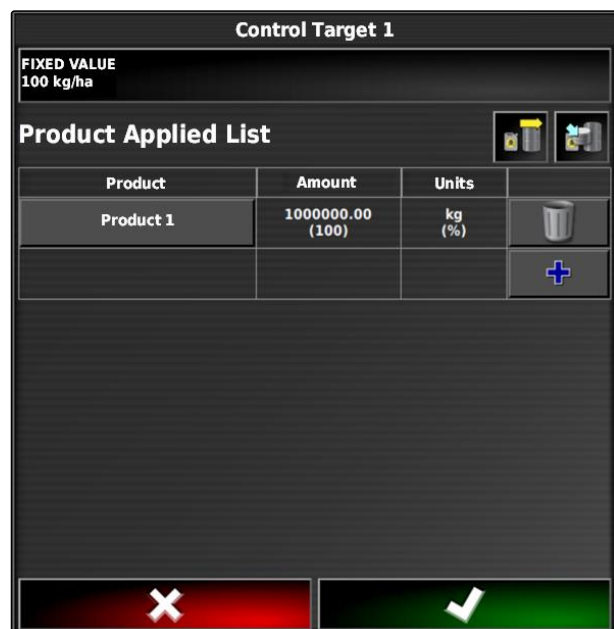 Control Target 1
FIXED VALUE
100 kg/ha
Product Applied List
Product Amount Units
Product 1 1000000.00 kg
(100) (%)